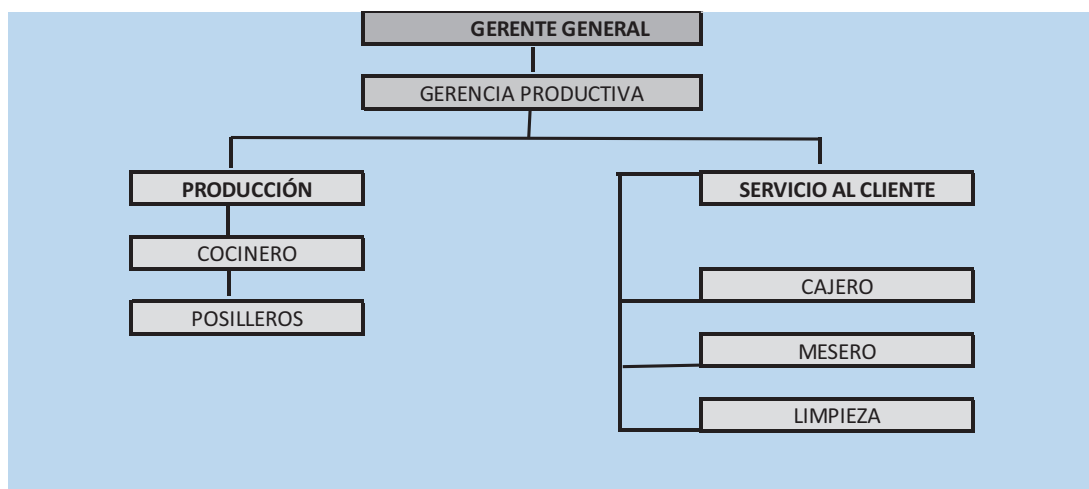 GERENTE GENERAL
GERENCIA PRODUCTIVA
PRODUCCIÓN
SERVICIO AL CLIENTE
COCINERO
CAJERO
POSILLEROS
MESERO
LIMPIEZA